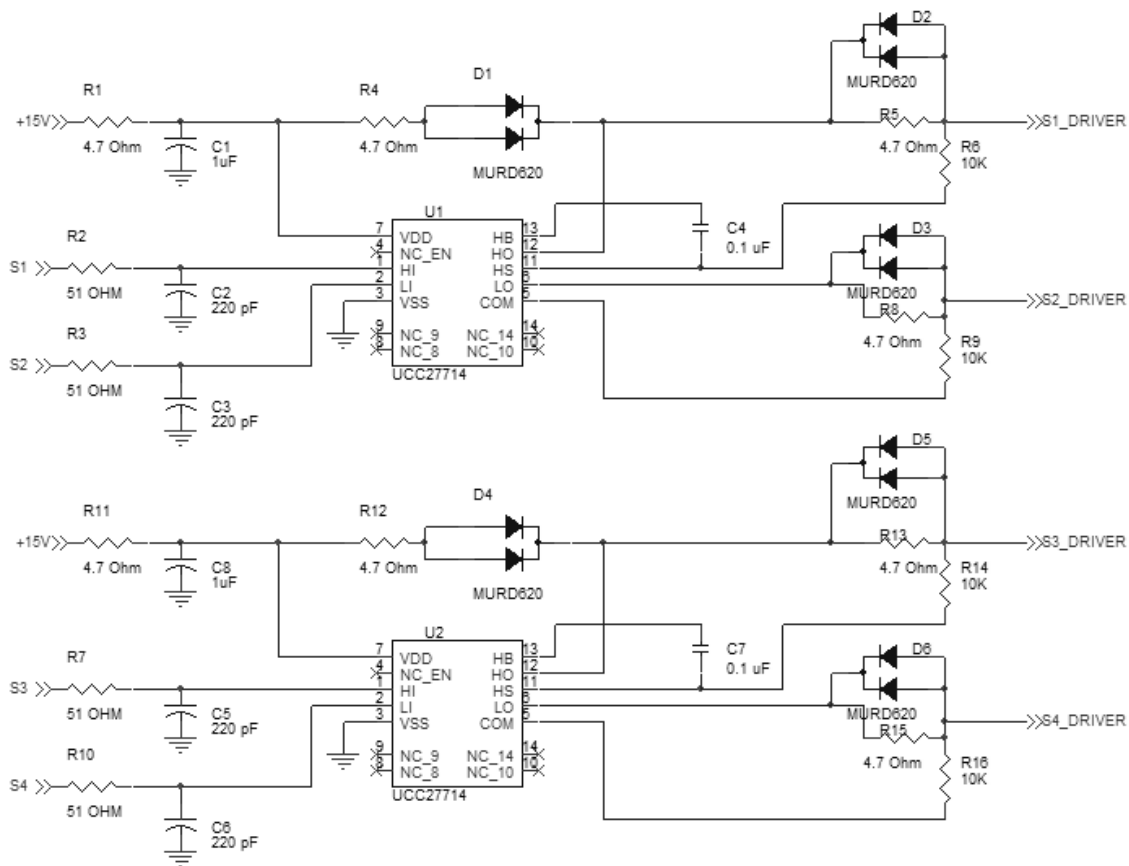 D2
MURD620
D1
R1
R4
R5
+15V
S1_DRIVER
4.7 Ohm
C1
1uF
4.7 Ohm
MURD620
4.7 Ohm
R6
10K
U1
7 VDD HB 13
4 NC_EN HO 12
1 HI HS 11
2 LI LO 6
3 VSS COM 5
9 NC_9 NC_14 14
8 NC_8 NC_10 10
UCC27714
C4
0.1 uF
R2
S1
51 OHM
C2
220 pF
R3
S2
51 OHM
C3
220 pF
D3
MURD620
R8
S2_DRIVER
4.7 Ohm
R9
10K
D5
MURD620
D4
R11
R12
R13
+15V
S3_DRIVER
4.7 Ohm
C8
1uF
4.7 Ohm
MURD620
4.7 Ohm
R14
10K
U2
7 VDD HB 13
4 NC_EN HO 12
1 HI HS 11
2 LI LO 6
3 VSS COM 5
9 NC_9 NC_14 14
8 NC_8 NC_10 10
UCC27714
C7
0.1 uF
R7
S3
51 OHM
C5
220 pF
R10
S4
51 OHM
C6
220 pF
D6
MURD620
R15
S4_DRIVER
4.7 Ohm
R16
10K